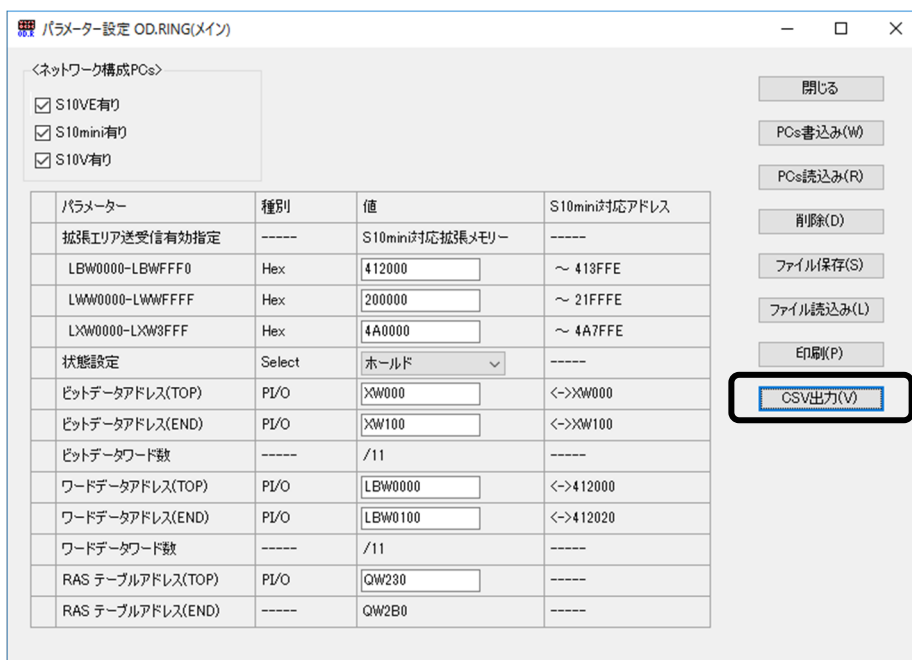 OD.R パラメーター設定 OD.RING(メイン)
<ネットワーク構成PCs>
S10VE有り
S10mini有り
S10V有り
閉じる
PCs書込み(W)
PCs読込み(R)
削除(D)
ファイル保存(S)
ファイル読込み(L)
印刷(P)
CSV出力(V)
パラメーター 種別 値 S10mini対応アドレス
拡張エリア送受信有効指定 ----- S10mini対応拡張メモリー -----
LBW0000-LBWFFF0 Hex 412000 ～ 413FFE
LWW0000-LWWFFFF Hex 200000 ～ 21FFFE
LXW0000-LXW3FFF Hex 4A0000 ～ 4A7FFE
状態設定 Select ホールド -----
ビットデータアドレス(TOP) PI/O XW000 <->XW000
ビットデータアドレス(END) PI/O XW100 <->XW100
ビットデータワード数 ----- /11 -----
ワードデータアドレス(TOP) PI/O LBW0000 <->412000
ワードデータアドレス(END) PI/O LBW0100 <->412020
ワードデータワード数 ----- /11 -----
RAS テーブルアドレス(TOP) PI/O QW230 -----
RAS テーブルアドレス(END) ----- QW2B0 -----